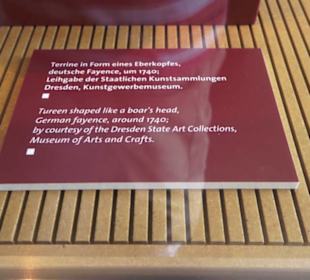 Terrine in Form eines Eberkopfes,
deutsche Fayence, um 1740;
Leihgabe der Staatlichen Kunstsammlungen
Dresden, Kunstgewerbemuseum.
Tureen shaped like a boar's head,
German fayence, around 1740;
by courtesy of the Dresden State Art Collections,
Museum of Arts and Crafts.